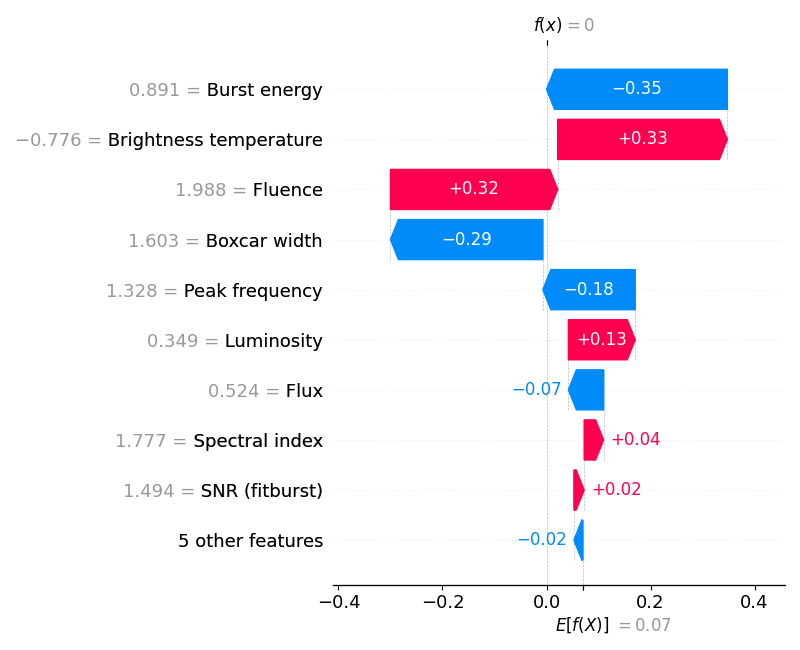 f(x) = 0
0.891 = Burst energy −0.35
−0.776 = Brightness temperature +0.33
1.988 = Fluence +0.32
1.603 = Boxcar width −0.29
1.328 = Peak frequency −0.18
0.349 = Luminosity +0.13
0.524 = Flux −0.07
1.777 = Spectral index +0.04
1.494 = SNR (fitburst) +0.02
5 other features −0.02
−0.4 −0.2 0.0 0.2 0.4
E[f(X)] = 0.07